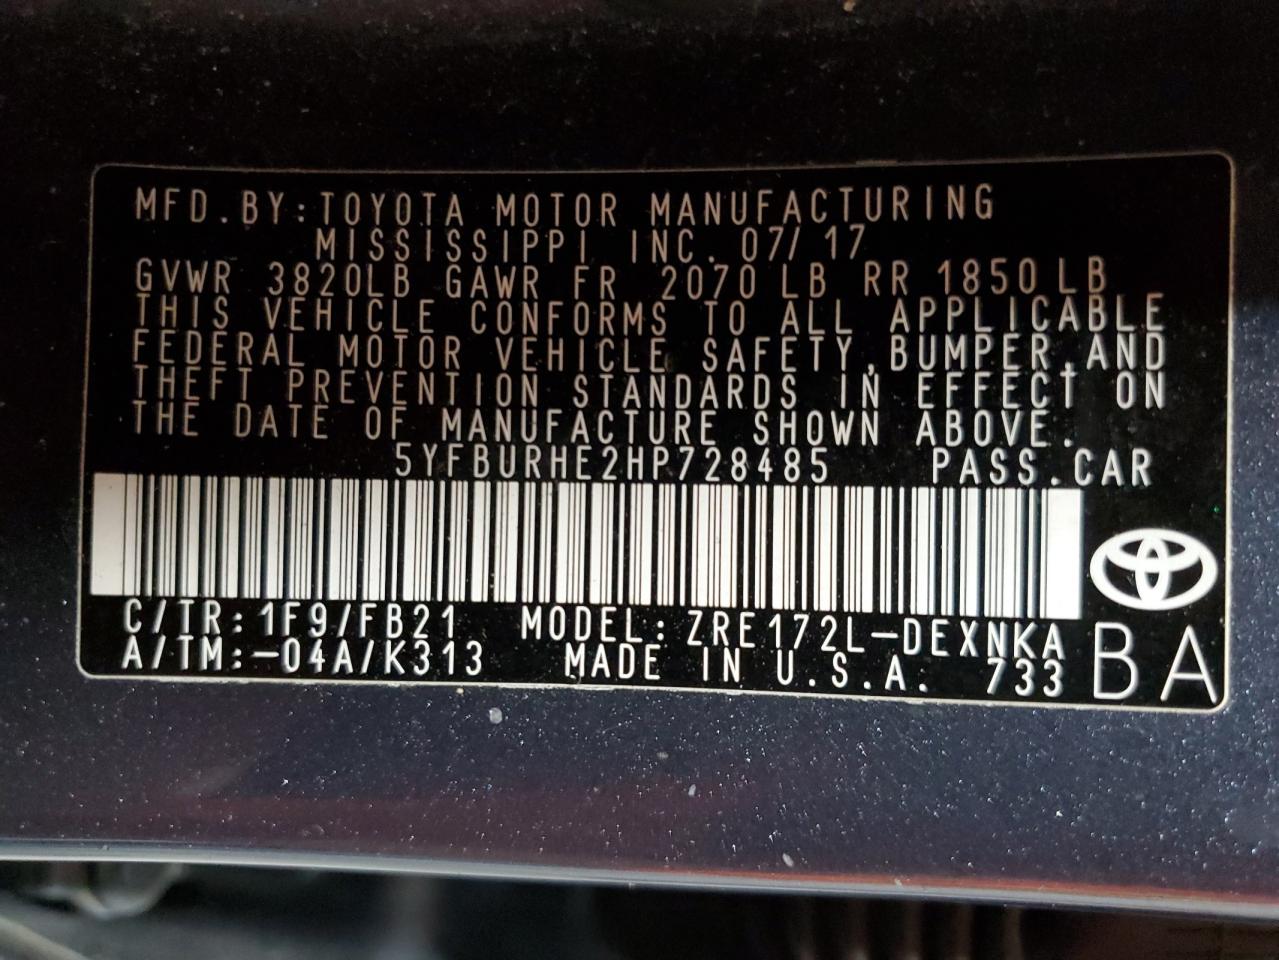 MFD.BY:TOYOTA MOTOR MANUFACTURING
MISSISSIPPI INC. 07/17
GVWR 3820LB GAWR FR 2070LB RR 1850LB
THIS VEHICLE CONFORMS TO ALL APPLICABLE
FEDERAL MOTOR VEHICLE SAFETY,BUMPER,AND
THEFT PREVENTION STANDARDS IN EFFECT ON
THE DATE OF MANUFACTURE SHOWN ABOVE.
5YFBURHE2HP728485 PASS.CAR
C/TR:1F9/FB21 MODEL:ZRE172L-DEXNKA
A/TM:-04A/K313 MADE IN U.S.A. 733
BA